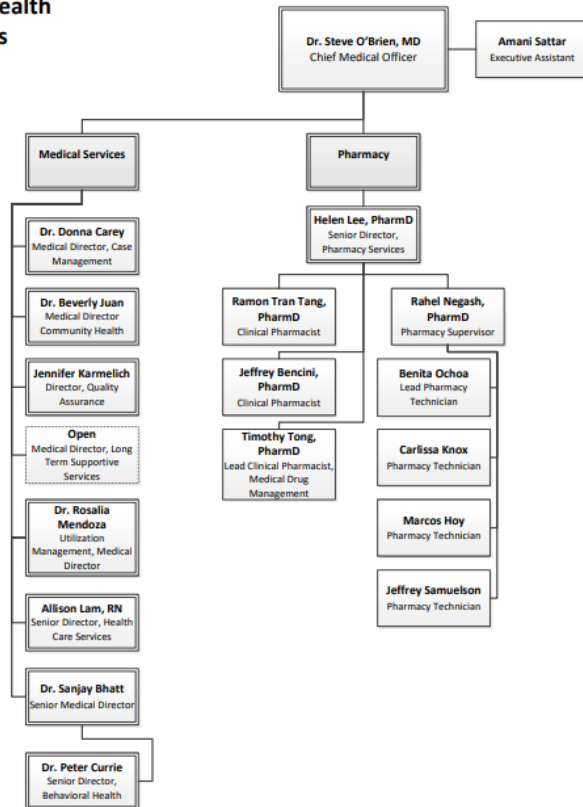 ealth
s
Dr. Steve O'Brien, MD
Chief Medical Officer
Amani Sattar
Executive Assistant
Medical Services
Pharmacy
Dr. Donna Carey
Medical Director, Case
Management
Dr. Beverly Juan
Medical Director
Community Health
Jennifer Karmelich
Director, Quality
Assurance
Open
Medical Director, Long
Term Supportive
Services
Dr. Rosalia
Mendoza
Utilization
Management, Medical
Director
Allison Lam, RN
Senior Director, Health
Care Services
Dr. Sanjay Bhatt
Senior Medical Director
Dr. Peter Currie
Senior Director,
Behavioral Health
Helen Lee, PharmD
Senior Director,
Pharmacy Services
Ramon Tran Tang,
PharmD
Clinical Pharmacist
Jeffrey Bencini,
PharmD
Clinical Pharmacist
Timothy Tong,
PharmD
Lead Clinical Pharmacist,
Medical Drug
Management
Rahel Negash,
PharmD
Pharmacy Supervisor
Benita Ochoa
Lead Pharmacy
Technician
Carlissa Knox
Pharmacy Technician
Marcos Hoy
Pharmacy Technician
Jeffrey Samuelson
Pharmacy Technician